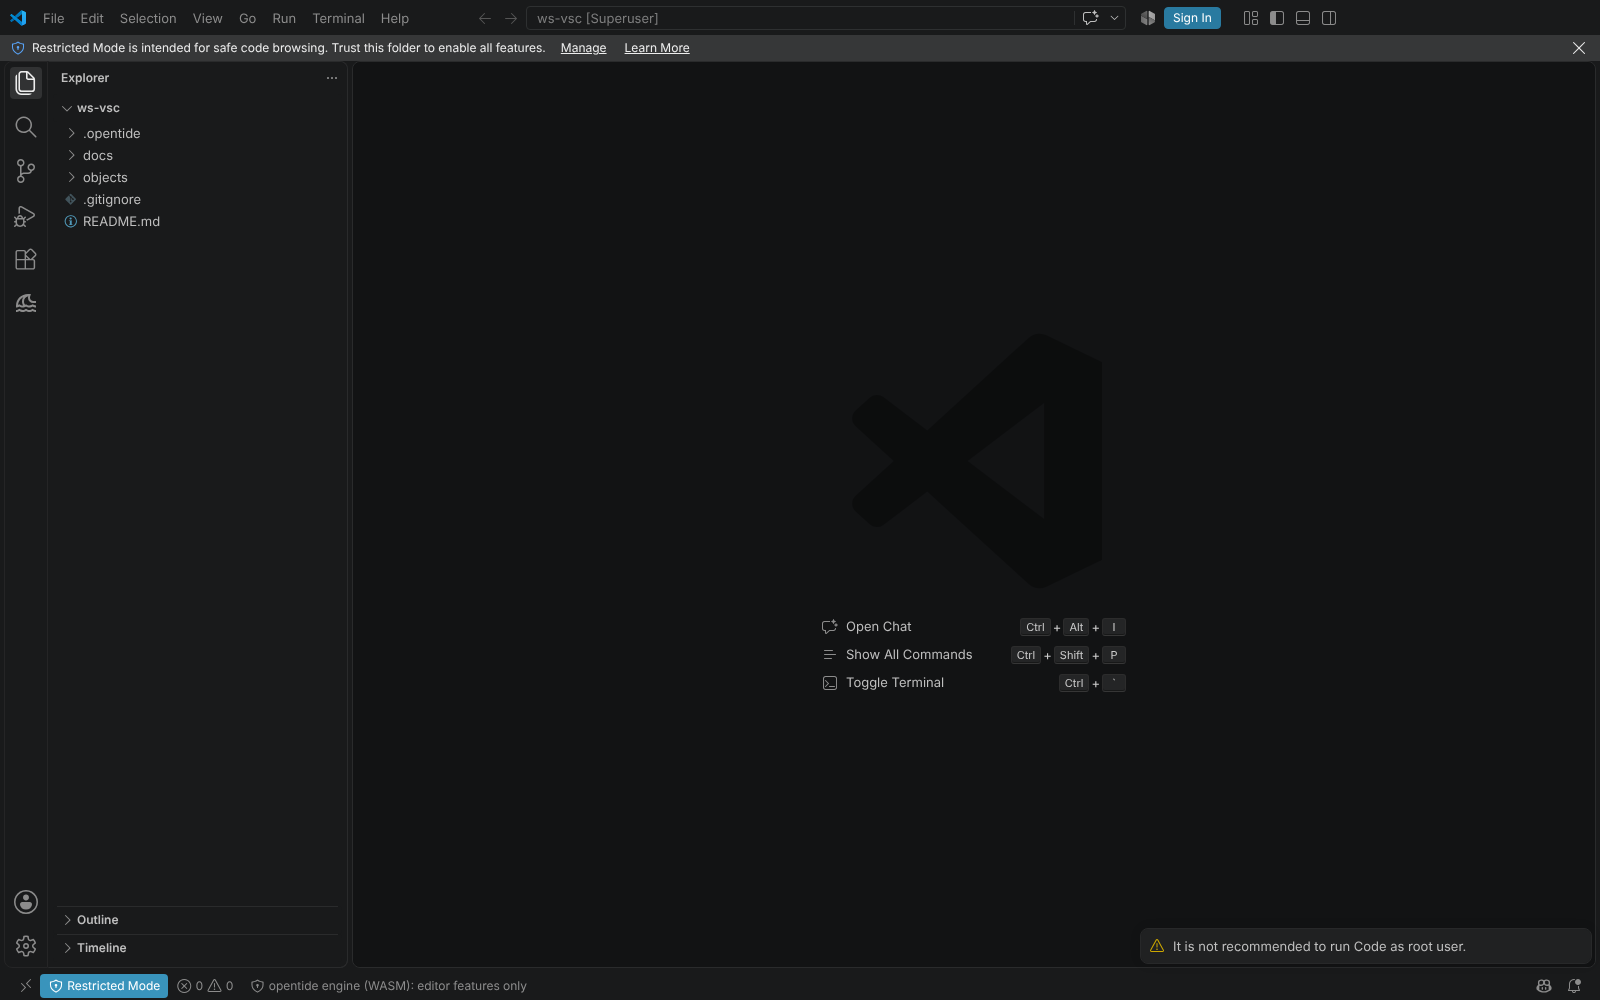 File Edit Selection View Go Run Terminal Help
ws-vsc [Superuser]
Sign In
Restricted Mode is intended for safe code browsing. Trust this folder to enable all features. Manage Learn More
Explorer
ws-vsc
.opentide
docs
objects
.gitignore
README.md
Open Chat Ctrl + Alt + I
Show All Commands Ctrl + Shift + P
Toggle Terminal Ctrl + `
Outline
Timeline
It is not recommended to run Code as root user.
Restricted Mode 0 0 opentide engine (WASM): editor features only